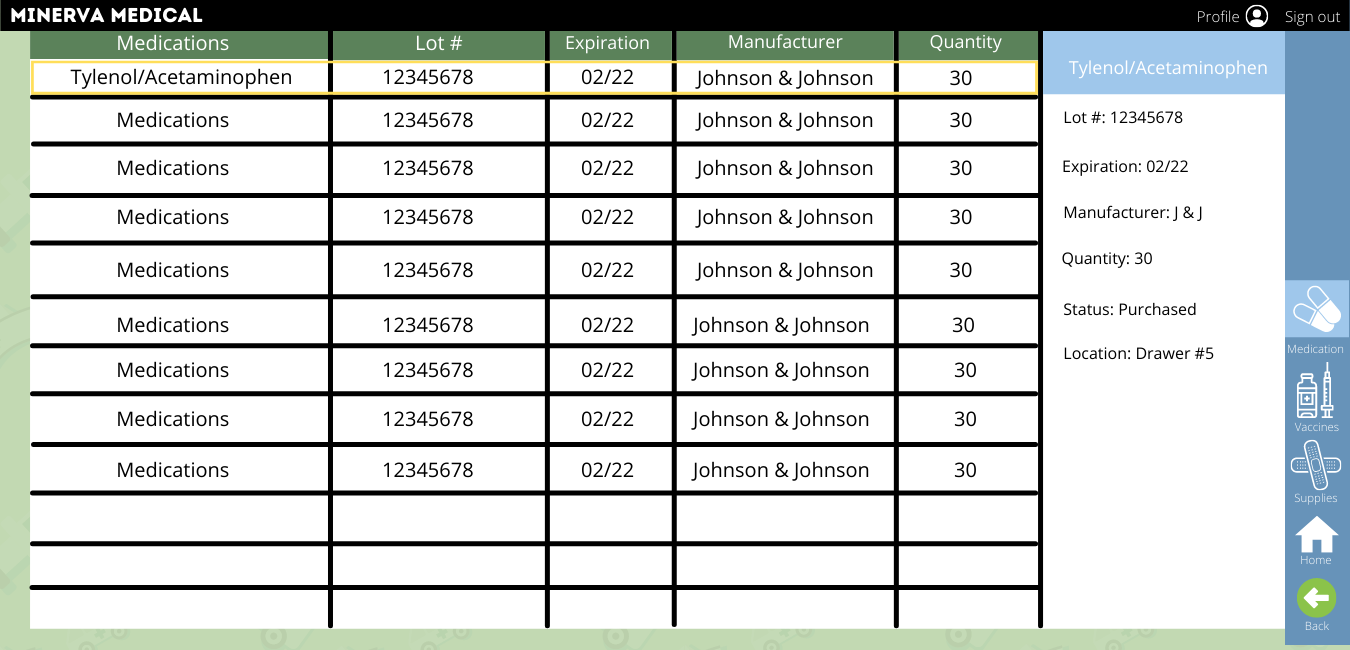 MINERVA MEDICAL
Profile Sign out
Medications Lot # Expiration Manufacturer Quantity
Tylenol/Acetaminophen 12345678 02/22 Johnson & Johnson 30
Medications 12345678 02/22 Johnson & Johnson 30
Medications 12345678 02/22 Johnson & Johnson 30
Medications 12345678 02/22 Johnson & Johnson 30
Medications 12345678 02/22 Johnson & Johnson 30
Medications 12345678 02/22 Johnson & Johnson 30
Medications 12345678 02/22 Johnson & Johnson 30
Medications 12345678 02/22 Johnson & Johnson 30
Medications 12345678 02/22 Johnson & Johnson 30
Tylenol/Acetaminophen
Lot #: 12345678
Expiration: 02/22
Manufacturer: J & J
Quantity: 30
Status: Purchased
Location: Drawer #5
Medication
Vaccines
Supplies
Home
Back